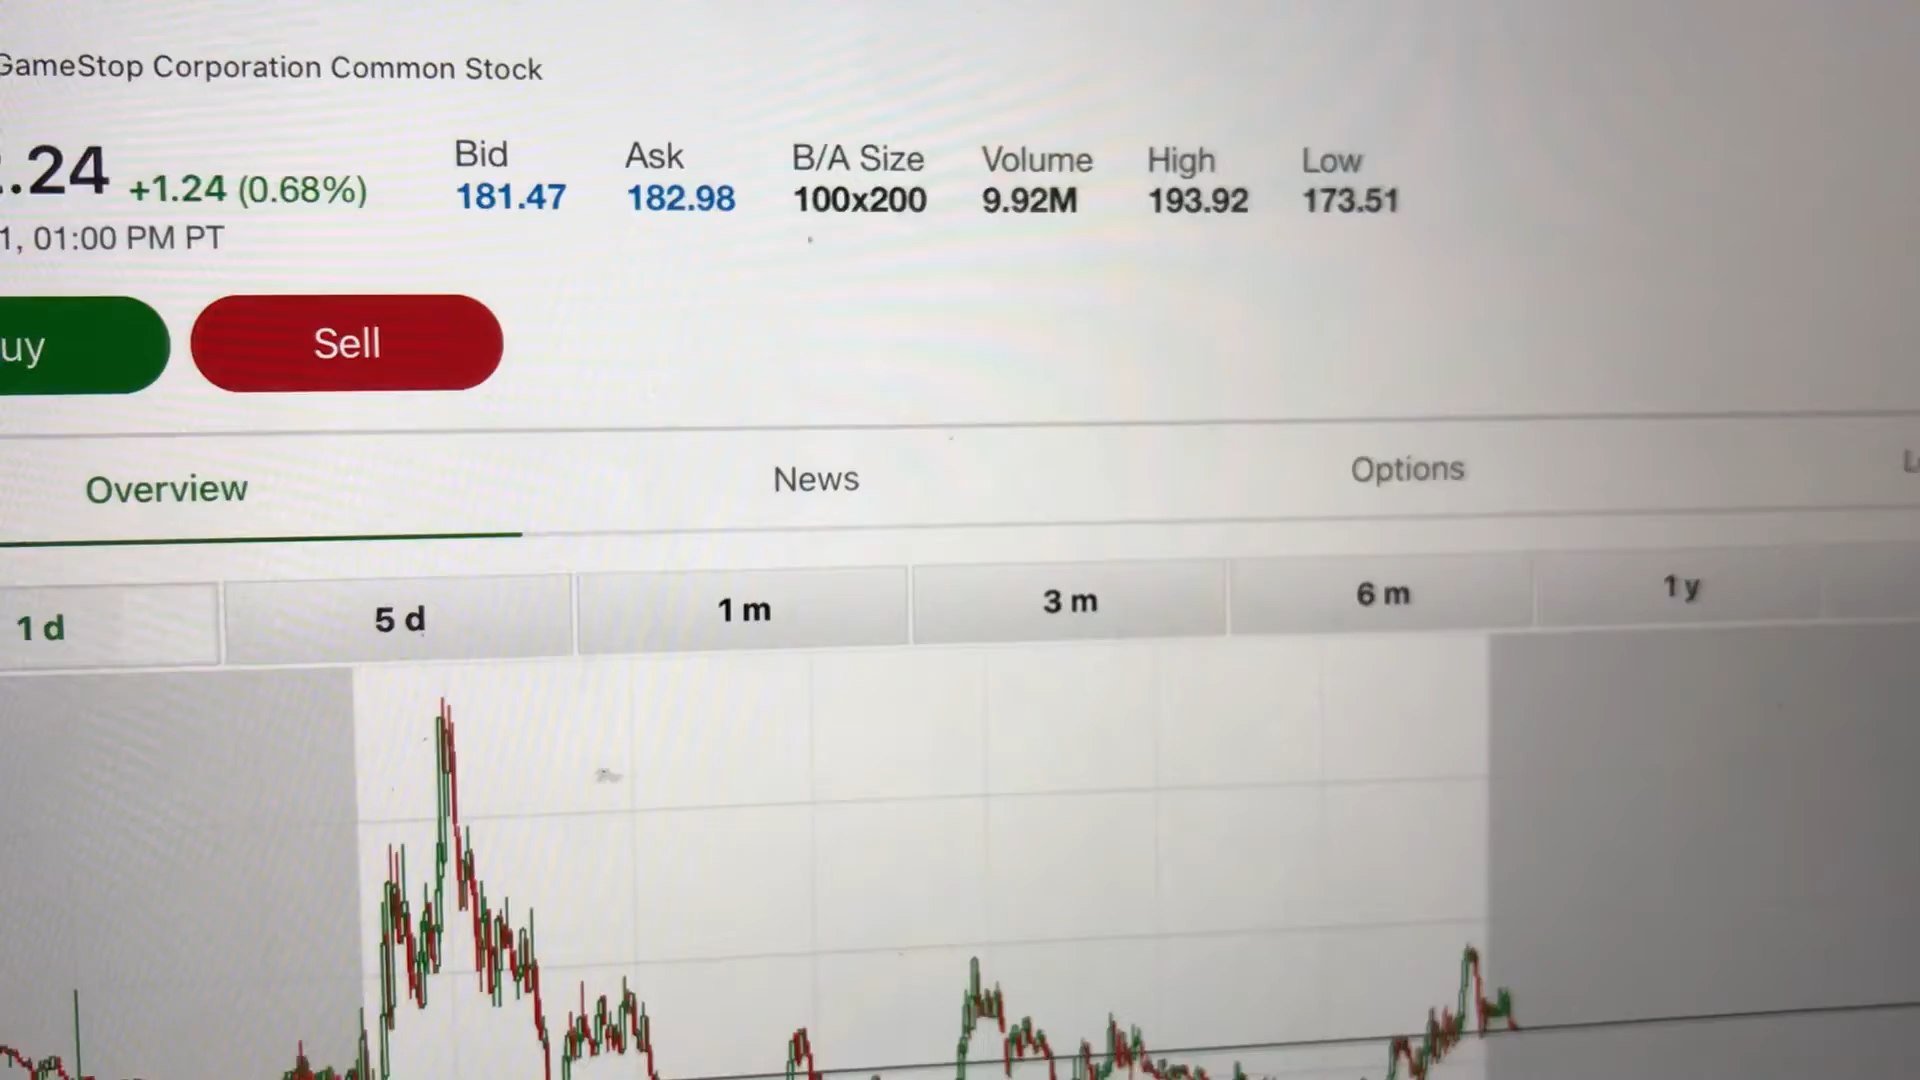 GameStop Corporation Common Stock
.24 +1.24 (0.68%)
1, 01:00 PM PT
Bid Ask B/A Size Volume High Low
181.47 182.98 100x200 9.92M 193.92 173.51
uy Sell
Overview News Options
1 d 5 d 1 m 3 m 6 m 1 y